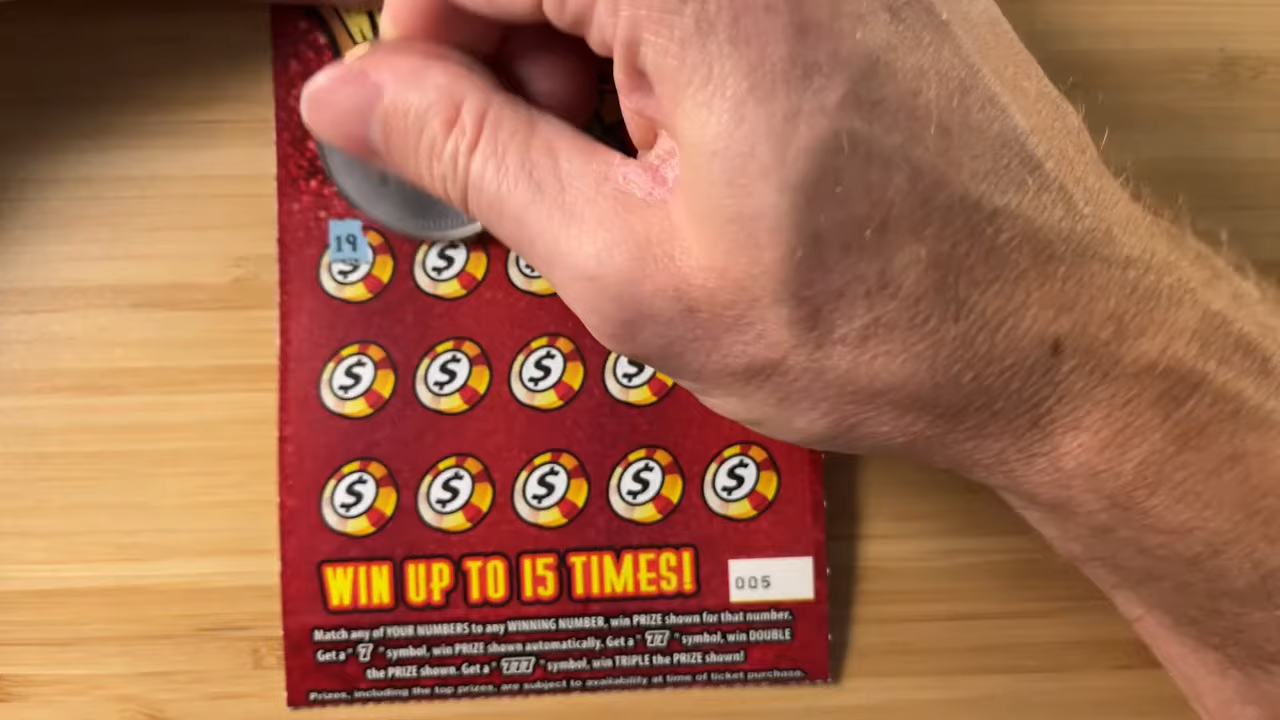 19
$ $ $
$ $ $ $
$ $ $ $ $
WIN UP TO 15 TIMES!
005
Match any of YOUR NUMBERS to any WINNING NUMBER, win PRIZE shown for that number.
Get a "7" symbol, win PRIZE shown automatically. Get a "77" symbol, win DOUBLE
the PRIZE shown. Get a "777" symbol, win TRIPLE the PRIZE shown!
Prizes, including the top prizes, are subject to availability at time of ticket purchase.